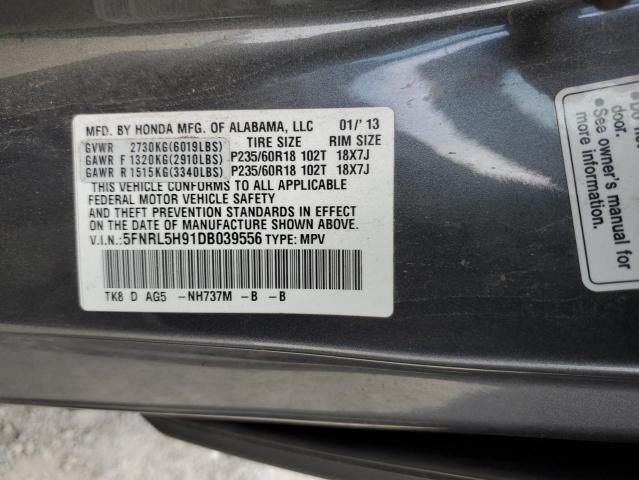 MFD. BY HONDA MFG. OF ALABAMA, LLC 01/'13
GVWR 2730KG(6019LBS) TIRE SIZE RIM SIZE
GAWR F 1320KG(2910LBS) P235/60R18 102T 18X7J
GAWR R 1515KG(3340LBS) P235/60R18 102T 18X7J
THIS VEHICLE CONFORMS TO ALL APPLICABLE
FEDERAL MOTOR VEHICLE SAFETY
AND THEFT PREVENTION STANDARDS IN EFFECT
ON THE DATE OF MANUFACTURE SHOWN ABOVE.
V.I.N.:5FNRL5H91DB039556 TYPE: MPV
TK8 D AG5 -NH737M -B -B
door.
●See owner's manual for